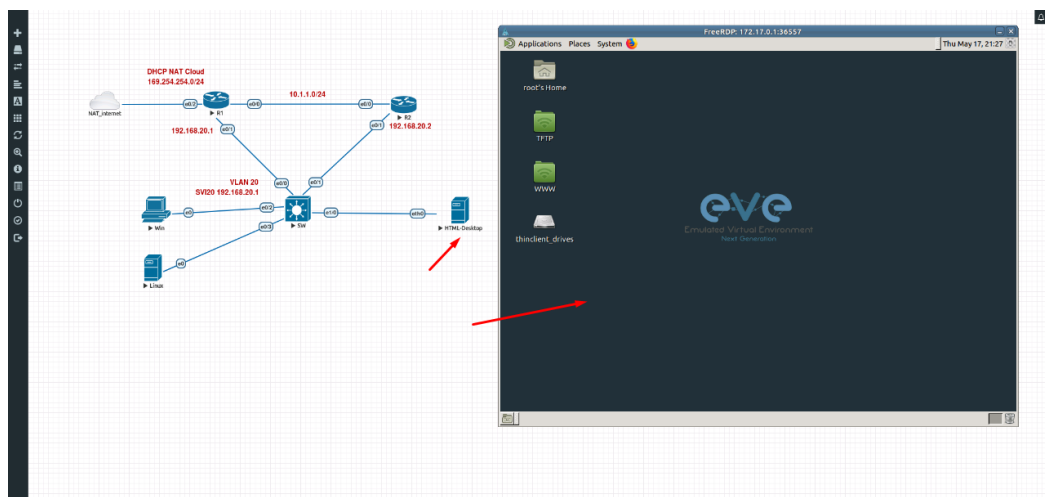 FreeRDP: 172.17.0.1:36557
Applications Places System
Thu May 17, 21:27
root's Home
TFTP
WWW
thinclient_drives
eve
Emulated Virtual Environment
Next Generation
DHCP NAT Cloud
169.254.254.0/24
NAT_internet
e0/2
R1
e0/0
10.1.1.0/24
e0/0
R2
192.168.20.1
e0/1
e0/1
192.168.20.2
VLAN 20
SVI20 192.168.20.1
e0/0
e0/1
Win
e0
e0/2
SW
e1/0
eth0
HTML-Desktop
e0/3
e0
Linux